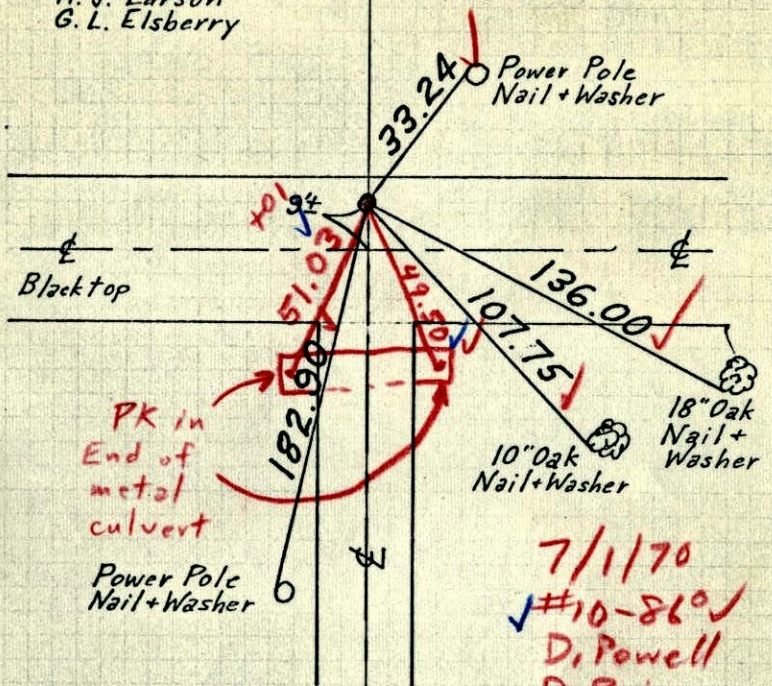 G. L. Elsberry
33.24
Power Pole
Nail + Washer
+01
9.4
℄
℄
Blacktop
51.03
49.50
136.00
107.75
182.90
PK in
End of
metal
culvert
18" Oak
Nail +
Washer
10" Oak
Nail + Washer
℄
Power Pole
Nail + Washer
7/1/70
#10-86°
D. Powell